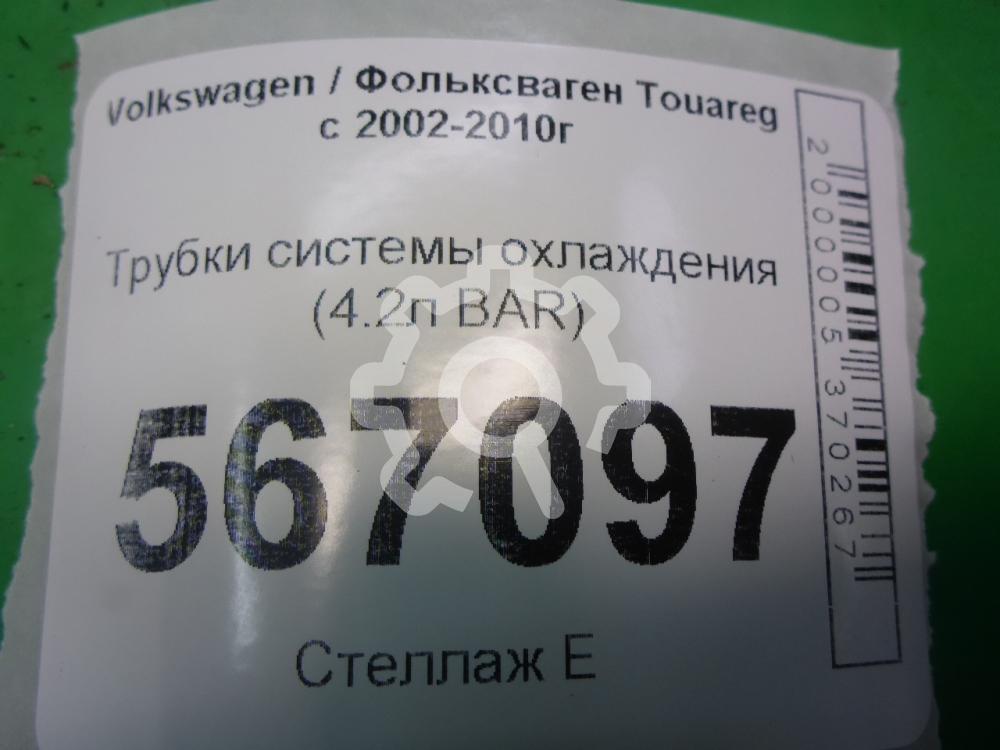 Volkswagen / Фольксваген Touareg
с 2002-2010г
Трубки системы охлаждения
(4.2л BAR)
567097
Стеллаж Е
2000005370267